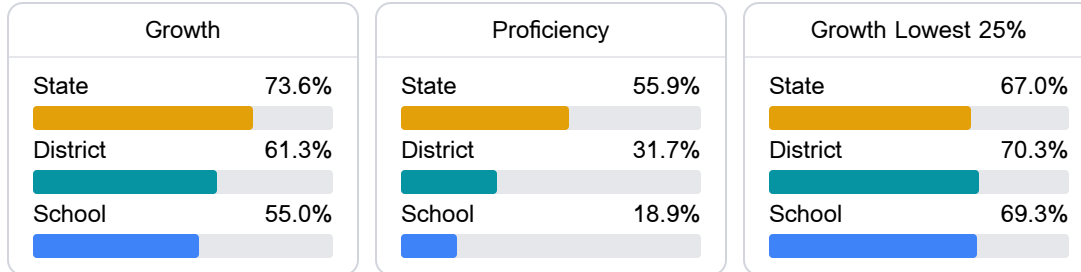 Growth
State 73.6%
District 61.3%
School 55.0%
Proficiency
State 55.9%
District 31.7%
School 18.9%
Growth Lowest 25%
State 67.0%
District 70.3%
School 69.3%